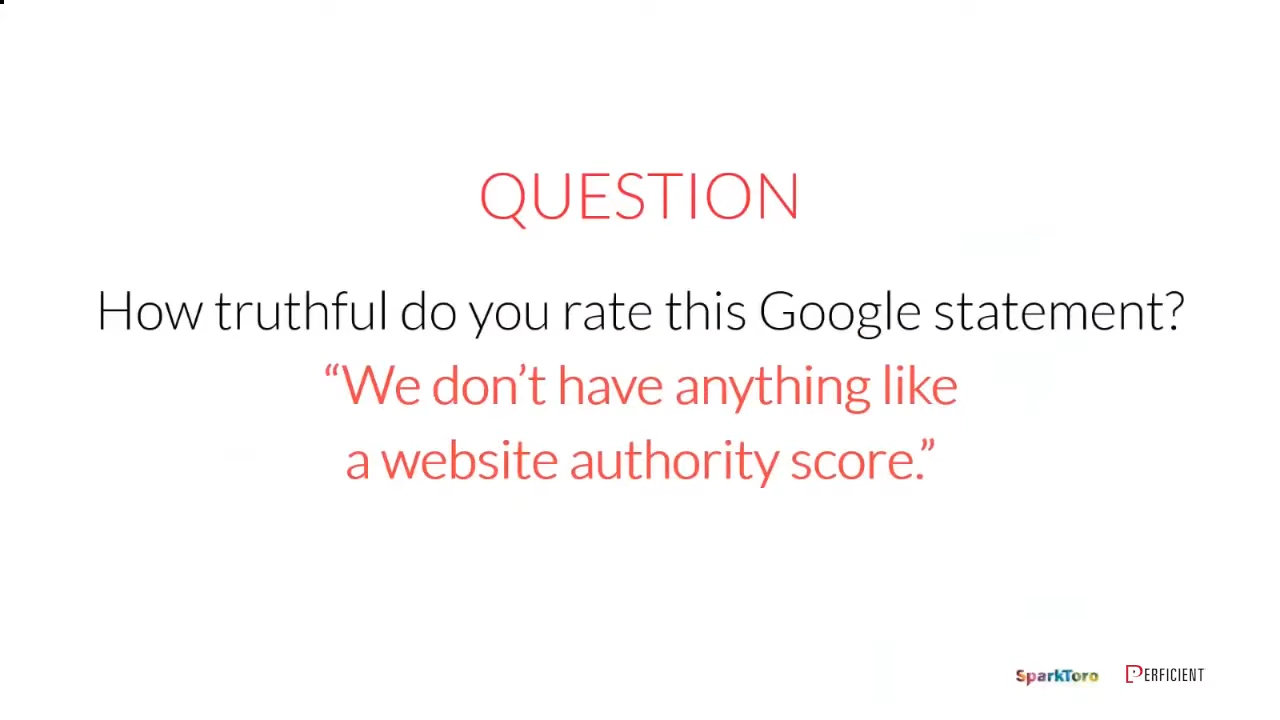 QUESTION
How truthful do you rate this Google statement?
“We don’t have anything like
a website authority score.”
SparkToro PERFICIENT